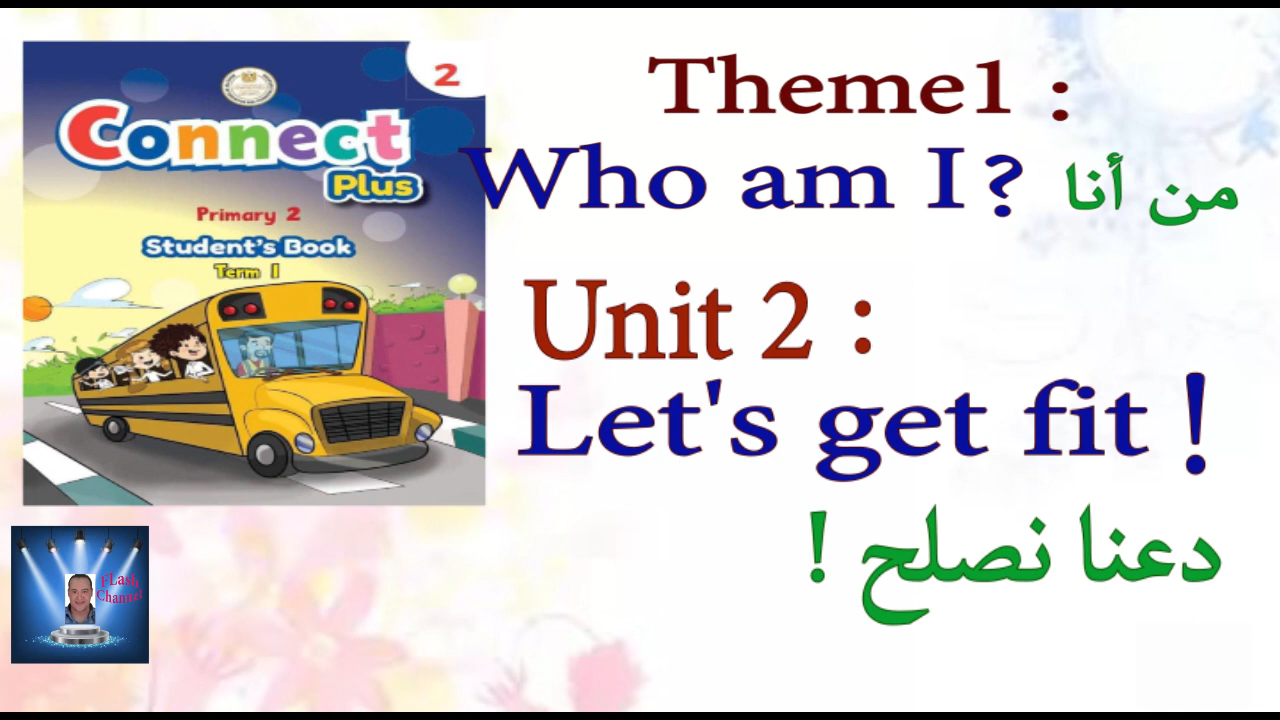 2
Connect
Plus
Primary 2
Student's Book
Term 1
Theme1 :
Who am I? من أنا
Unit 2 :
Let's get fit !
دعنا نصلح !
FLash
Channel